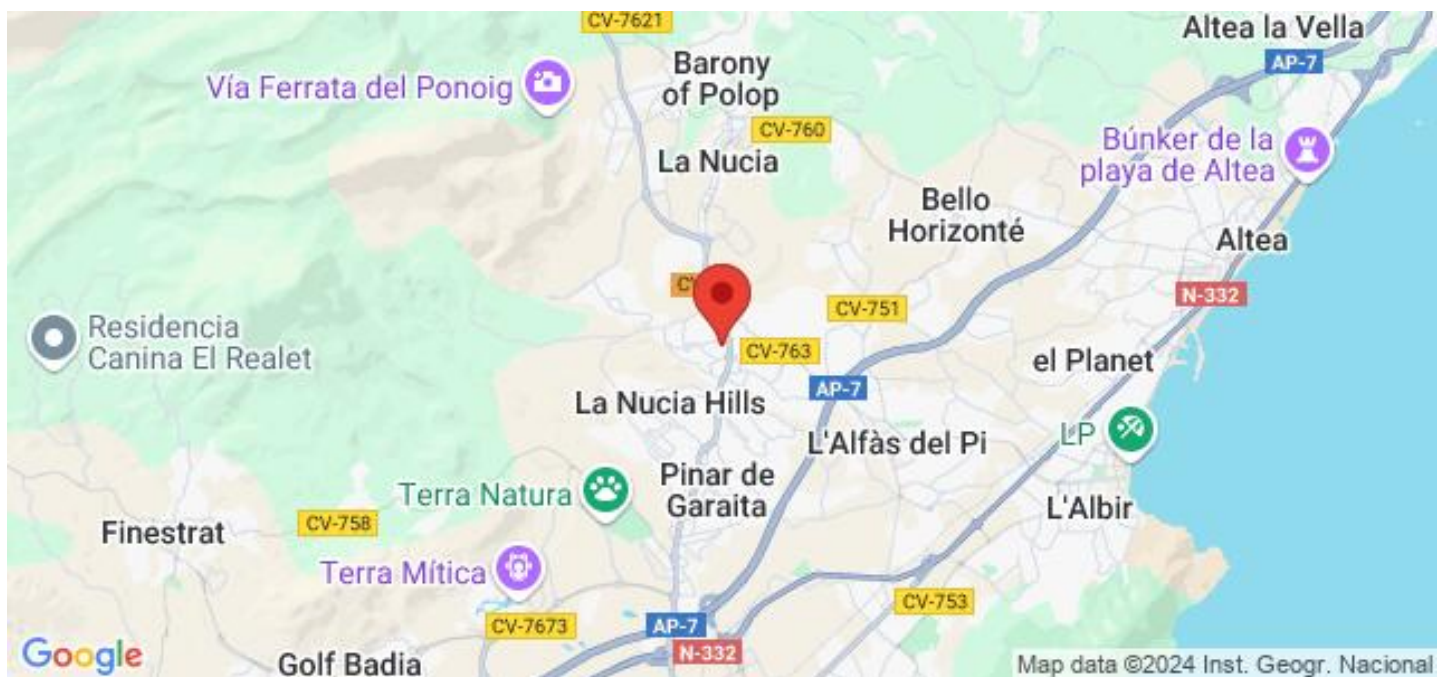 CV-7621
Altea la Vella
AP-7
Barony
of Polop
Vía Ferrata del Ponoig
CV-760
Búnker de la
playa de Altea
La Nucia
Bello
Horizonté
Altea
N-332
CV-751
Residencia
Canina El Realet
CV-763
el Planet
AP-7
La Nucia Hills
L'Alfàs del Pi
LP
Pinar de
Garaita
Terra Natura
L'Albir
Finestrat
CV-758
Terra Mítica
CV-753
CV-7673
AP-7
N-332
Google
Golf Badia
Map data ©2024 Inst. Geogr. Nacional